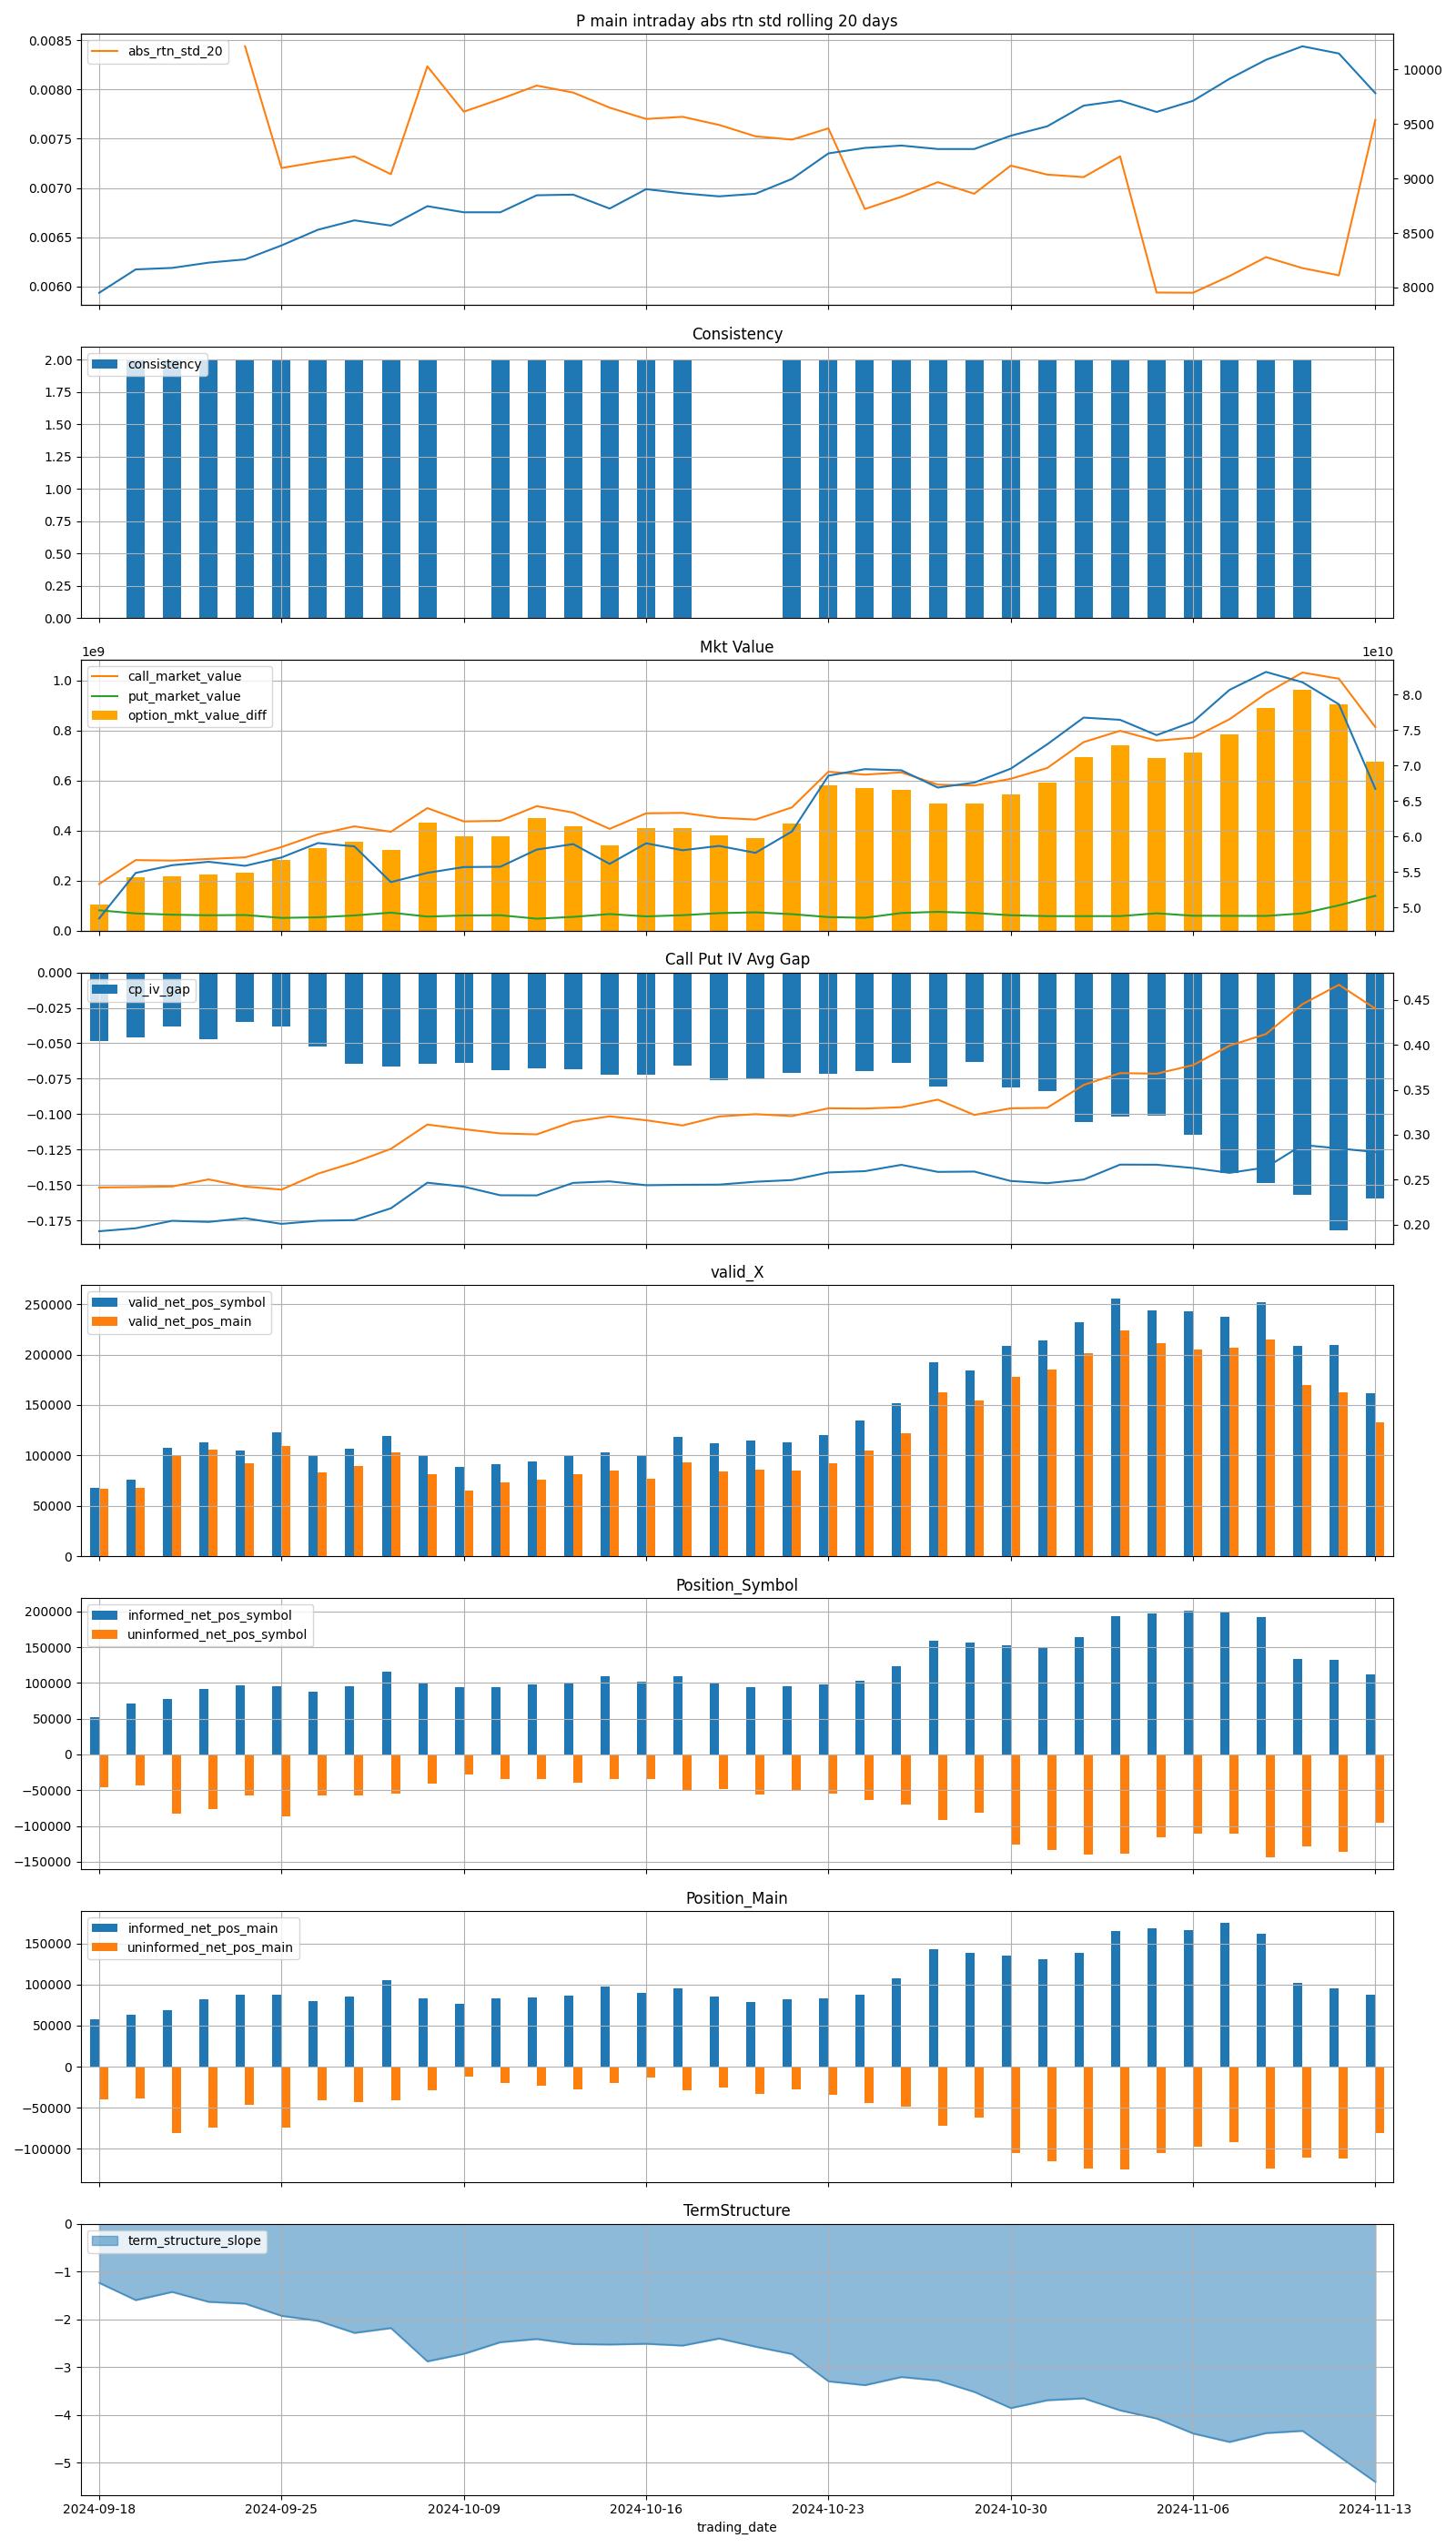 P main intraday abs rtn std rolling 20 days
abs_rtn_std_20
0.0085
0.0080
0.0075
0.0070
0.0065
0.0060
10000
9500
9000
8500
8000
Consistency
consistency
2.00
1.75
1.50
1.25
1.00
0.75
0.50
0.25
0.00
Mkt Value
1e9
1e10
call_market_value
put_market_value
option_mkt_value_diff
1.0
0.8
0.6
0.4
0.2
0.0
8.0
7.5
7.0
6.5
6.0
5.5
5.0
Call Put IV Avg Gap
cp_iv_gap
0.000
−0.025
−0.050
−0.075
−0.100
−0.125
−0.150
−0.175
0.45
0.40
0.35
0.30
0.25
0.20
valid_X
valid_net_pos_symbol
valid_net_pos_main
250000
200000
150000
100000
50000
0
Position_Symbol
informed_net_pos_symbol
uninformed_net_pos_symbol
200000
150000
100000
50000
0
−50000
−100000
−150000
Position_Main
informed_net_pos_main
uninformed_net_pos_main
150000
100000
50000
0
−50000
−100000
TermStructure
term_structure_slope
0
−1
−2
−3
−4
−5
2024-09-18 2024-09-25 2024-10-09 2024-10-16 2024-10-23 2024-10-30 2024-11-06 2024-11-13
trading_date